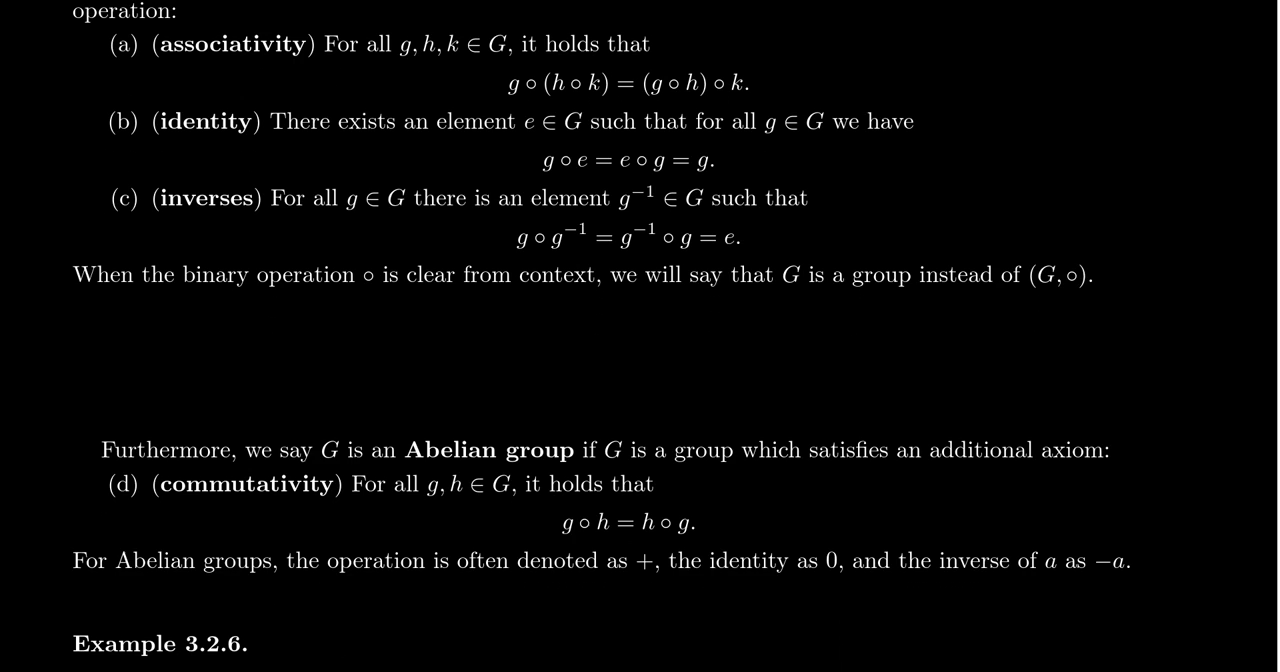 operation:
(a) (associativity) For all g, h, k ∈ G, it holds that
g ∘ (h ∘ k) = (g ∘ h) ∘ k.
(b) (identity) There exists an element e ∈ G such that for all g ∈ G we have
g ∘ e = e ∘ g = g.
(c) (inverses) For all g ∈ G there is an element g⁻¹ ∈ G such that
g ∘ g⁻¹ = g⁻¹ ∘ g = e.
When the binary operation ∘ is clear from context, we will say that G is a group instead of (G, ∘).
Furthermore, we say G is an Abelian group if G is a group which satisfies an additional axiom:
(d) (commutativity) For all g, h ∈ G, it holds that
g ∘ h = h ∘ g.
For Abelian groups, the operation is often denoted as +, the identity as 0, and the inverse of a as −a.
Example 3.2.6.